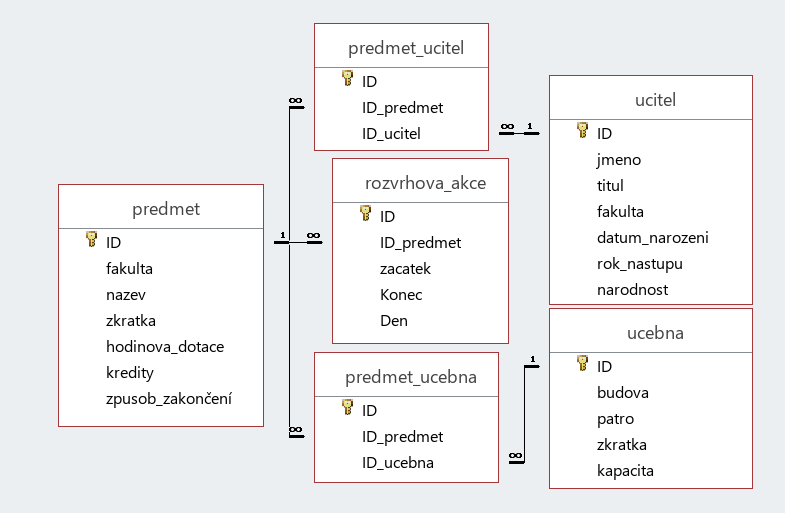 predmet
ID
fakulta
nazev
zkratka
hodinova_dotace
kredity
zpusob_zakončení
1
∞
∞
∞
predmet_ucitel
ID
ID_predmet
ID_ucitel
∞ 1
rozvrhova_akce
ID
ID_predmet
zacatek
Konec
Den
predmet_ucebna
ID
ID_predmet
ID_ucebna
∞
1
ucitel
ID
jmeno
titul
fakulta
datum_narozeni
rok_nastupu
narodnost
ucebna
ID
budova
patro
zkratka
kapacita